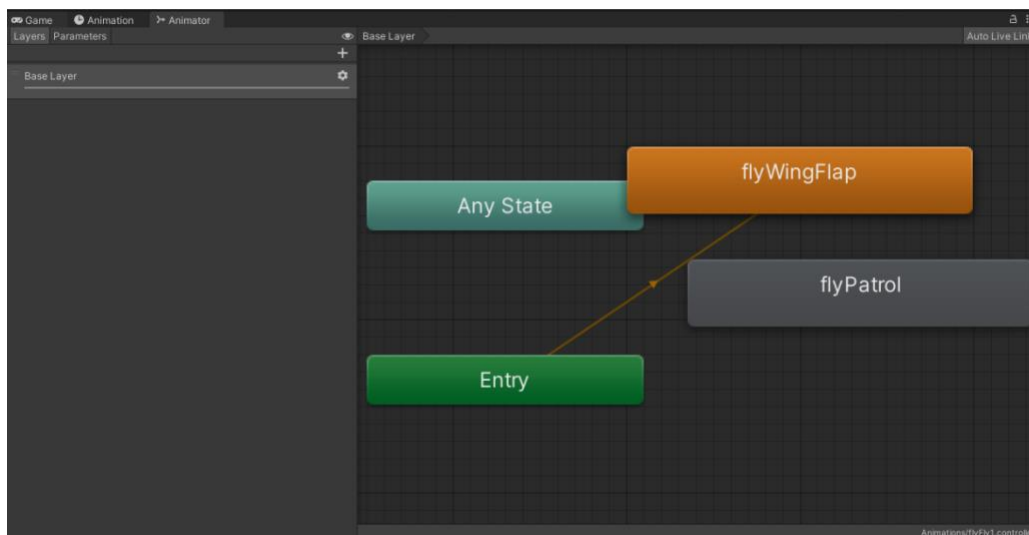 Game Animation Animator
Layers Parameters Base Layer Auto Live Link
Base Layer
flyWingFlap
Any State
flyPatrol
Entry
Animations/flyFly1.controlle